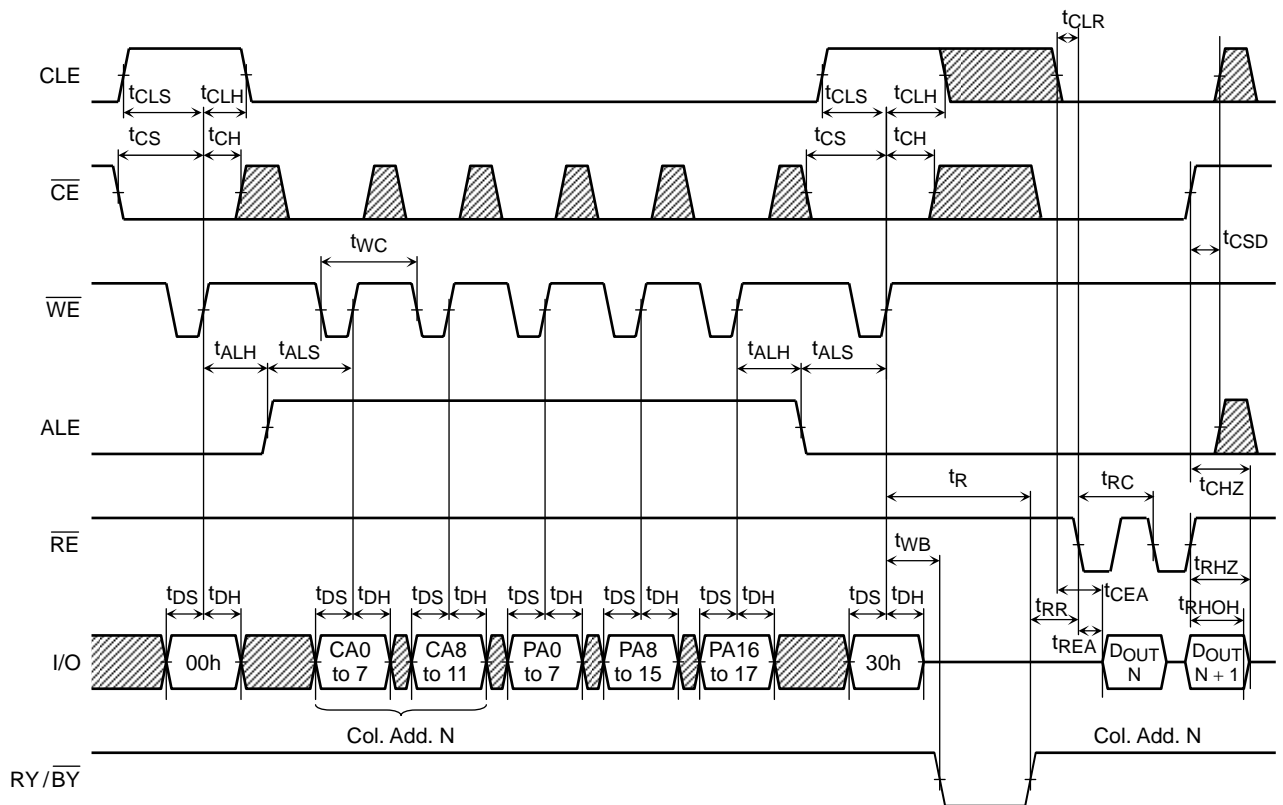 tCLR
CLE
tCLS tCLH tCLS tCLH
tCS tCH tCS tCH
CE
tWC tCSD
WE
tALH tALS tALH tALS
ALE
tR tRC tCHZ
RE
tWB tRHZ
tDS tDH tDS tDH tDS tDH tDS tDH tDS tDH tDS tDH tDS tDH tRR tCEA tRHOH
tREA
I/O 00h CA0 to 7 CA8 to 11 PA0 to 7 PA8 to 15 PA16 to 17 30h DOUT N DOUT N + 1
Col. Add. N Col. Add. N
RY/BY